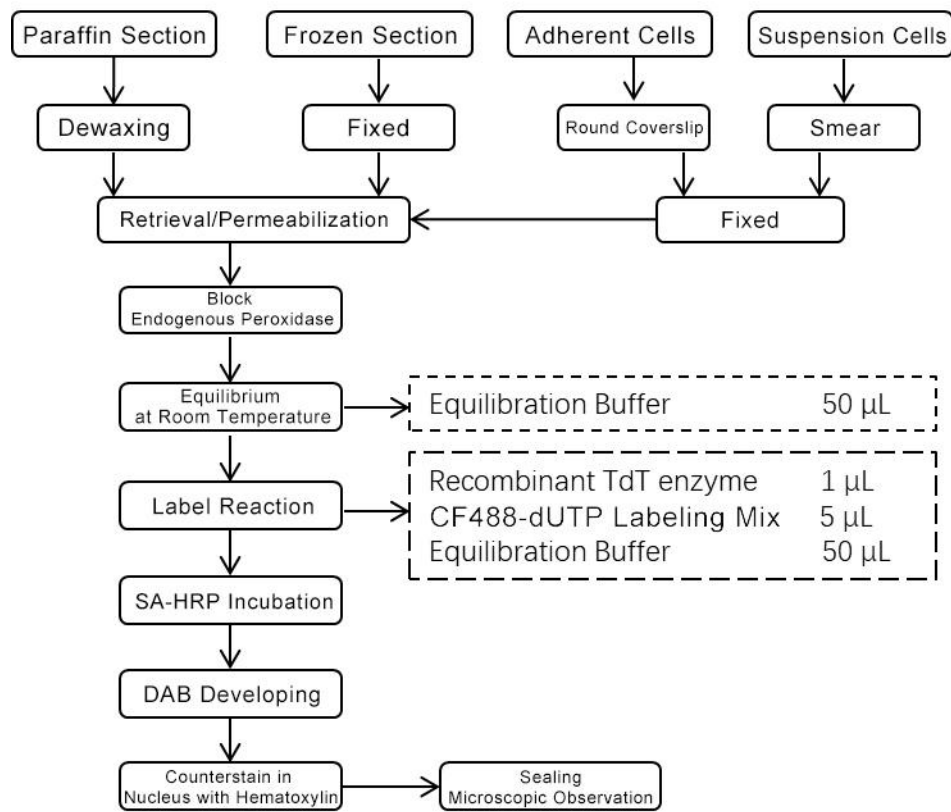 Paraffin Section
Frozen Section
Adherent Cells
Suspension Cells
Dewaxing
Fixed
Round Coverslip
Smear
Retrieval/Permeabilization
Fixed
Block
Endogenous Peroxidase
Equilibrium
at Room Temperature
Equilibration Buffer 50 μL
Label Reaction
Recombinant TdT enzyme 1 μL
CF488-dUTP Labeling Mix 5 μL
Equilibration Buffer 50 μL
SA-HRP Incubation
DAB Developing
Counterstain in
Nucleus with Hematoxylin
Sealing
Microscopic Observation